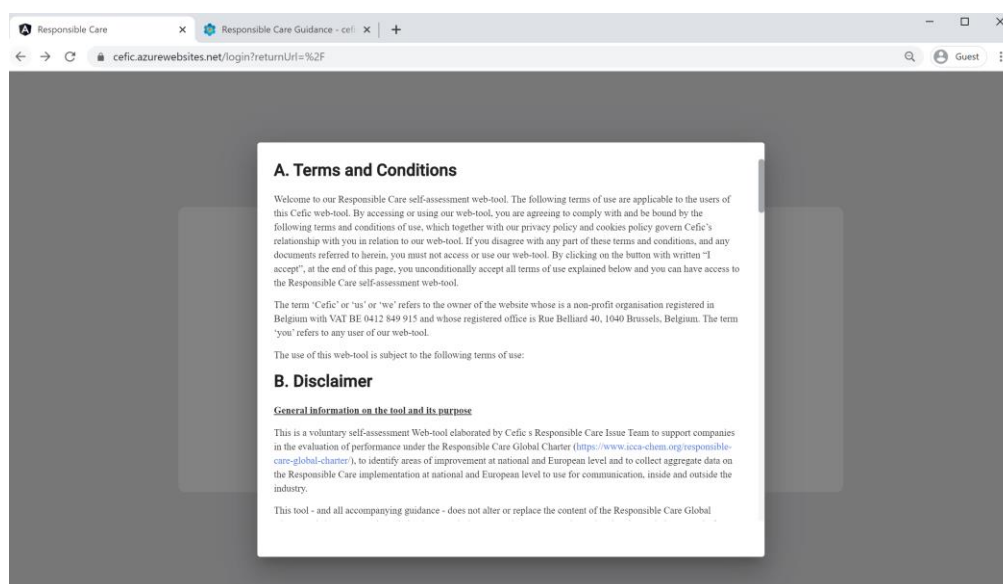 Responsible Care
Responsible Care Guidance - cefi
cefic.azurewebsites.net/login?returnUrl=%2F
Guest
A. Terms and Conditions
Welcome to our Responsible Care self-assessment web-tool. The following terms of use are applicable to the users of
this Cefic web-tool. By accessing or using our web-tool, you are agreeing to comply with and be bound by the
following terms and conditions of use, which together with our privacy policy and cookies policy govern Cefic's
relationship with you in relation to our web-tool. If you disagree with any part of these terms and conditions, and any
documents referred to herein, you must not access or use our web-tool. By clicking on the button with written “I
accept”, at the end of this page, you unconditionally accept all terms of use explained below and you can have access to
the Responsible Care self-assessment web-tool.
The term ‘Cefic’ or ‘us’ or ‘we’ refers to the owner of the website whose is a non-profit organisation registered in
Belgium with VAT BE 0412 849 915 and whose registered office is Rue Belliard 40, 1040 Brussels, Belgium. The term
‘you’ refers to any user of our web-tool.
The use of this web-tool is subject to the following terms of use:
B. Disclaimer
General information on the tool and its purpose
This is a voluntary self-assessment Web-tool elaborated by Cefic s Responsible Care Issue Team to support companies
in the evaluation of performance under the Responsible Care Global Charter (https://www.icca-chem.org/responsible-
care-global-charter/), to identify areas of improvement at national and European level and to collect aggregate data on
the Responsible Care implementation at national and European level to use for communication, inside and outside the
industry.
This tool - and all accompanying guidance - does not alter or replace the content of the Responsible Care Global